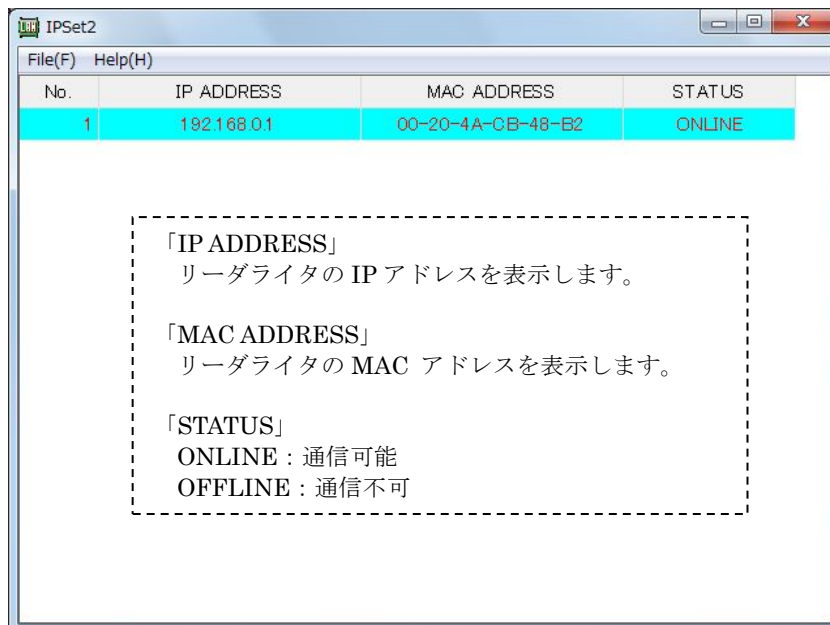 IPSet2
File(F) Help(H)
No. IP ADDRESS MAC ADDRESS STATUS
1 192.168.0.1 00-20-4A-CB-48-B2 ONLINE
「IP ADDRESS」
リーダライタの IP アドレスを表示します。
「MAC ADDRESS」
リーダライタの MAC アドレスを表示します。
「STATUS」
ONLINE：通信可能
OFFLINE：通信不可